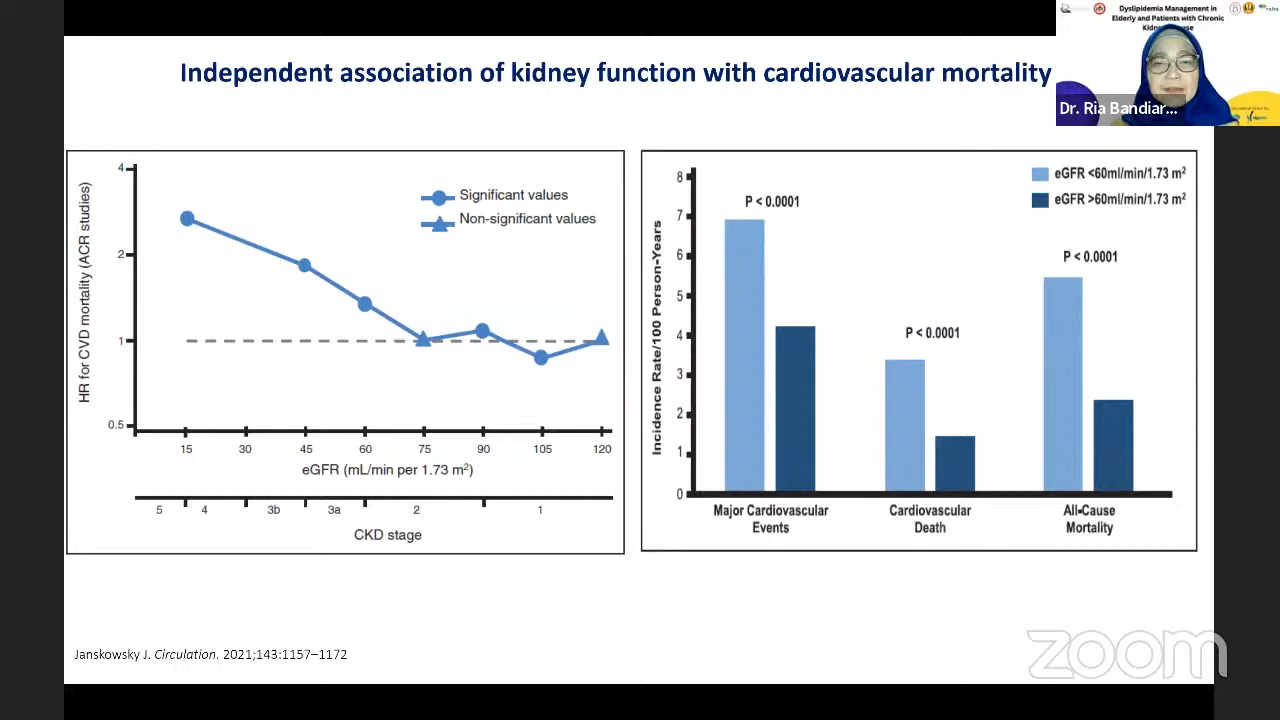 Dyslipidemia Management in
Elderly and Patients with Chronic
Dr. Ria Bandiar...
Independent association of kidney function with cardiovascular mortality
HR for CVD mortality (ACR studies)
4
2
1
0.5
Significant values
Non-significant values
15 30 45 60 75 90 105 120
eGFR (mL/min per 1.73 m²)
5 4 3b 3a 2 1
CKD stage
Incidence Rate/100 Person-Years
8
7
6
5
4
3
2
1
0
eGFR <60ml/min/1.73 m²
eGFR >60ml/min/1.73 m²
P < 0.0001
P < 0.0001
P < 0.0001
Major Cardiovascular
Events
Cardiovascular
Death
All-Cause
Mortality
Janskowsky J. Circulation. 2021;143:1157–1172
zoom